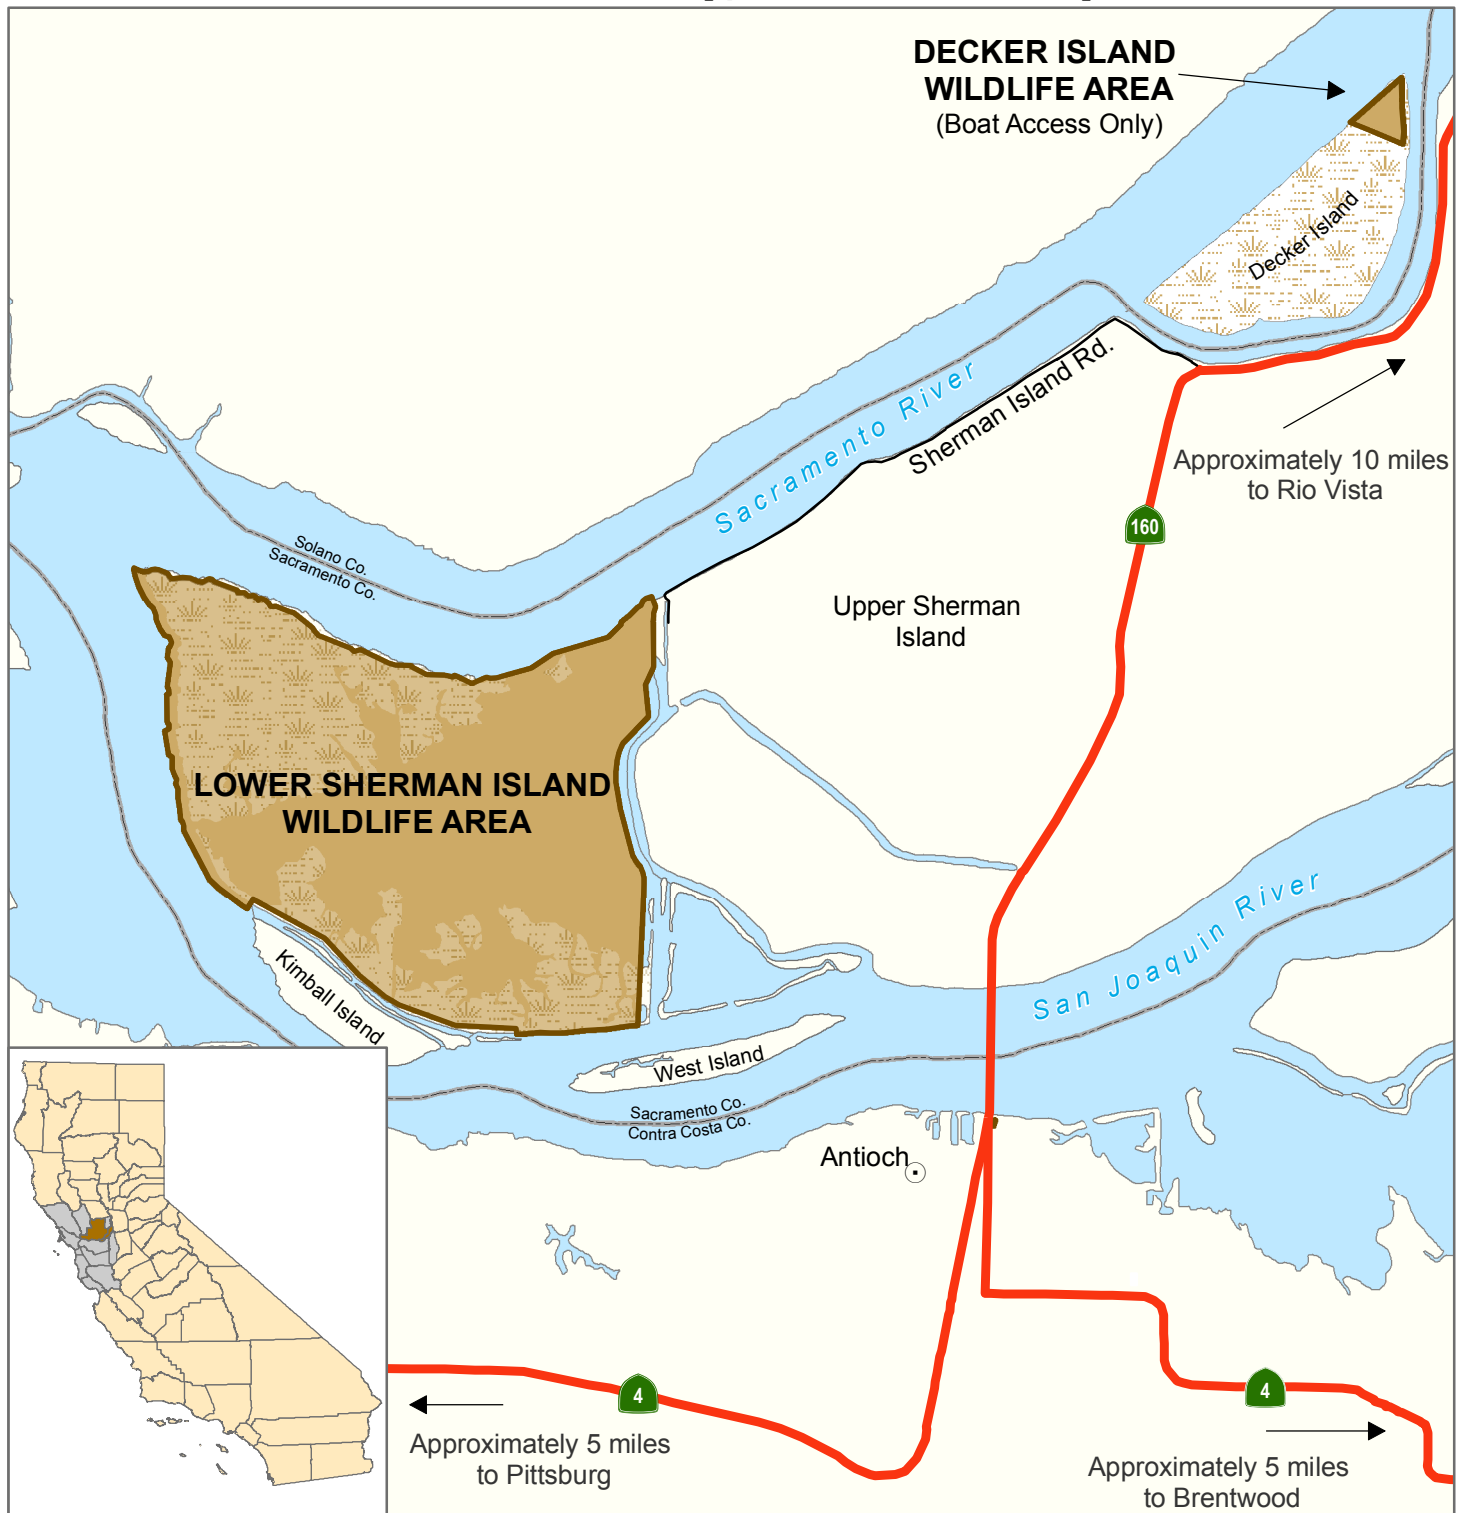 DECKER ISLAND
WILDLIFE AREA
(Boat Access Only)
Decker Island
Sacramento River
Sherman Island Rd.
Approximately 10 miles
to Rio Vista
160
Solano Co.
Sacramento Co.
Upper Sherman
Island
LOWER SHERMAN ISLAND
WILDLIFE AREA
San Joaquin River
Kimball Island
West Island
Sacramento Co.
Contra Costa Co.
Antioch
4
Approximately 5 miles
to Pittsburg
4
Approximately 5 miles
to Brentwood